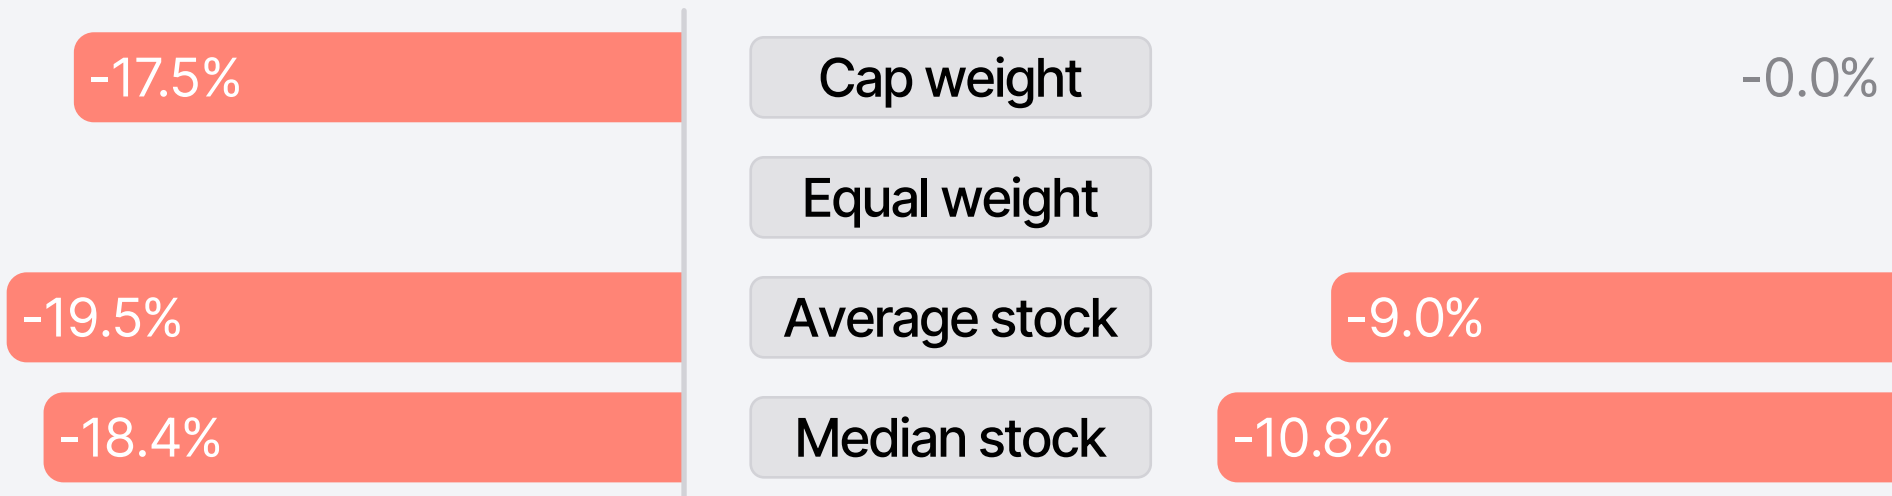 -17.5% Cap weight -0.0%
Equal weight
-19.5% Average stock -9.0%
-18.4% Median stock -10.8%